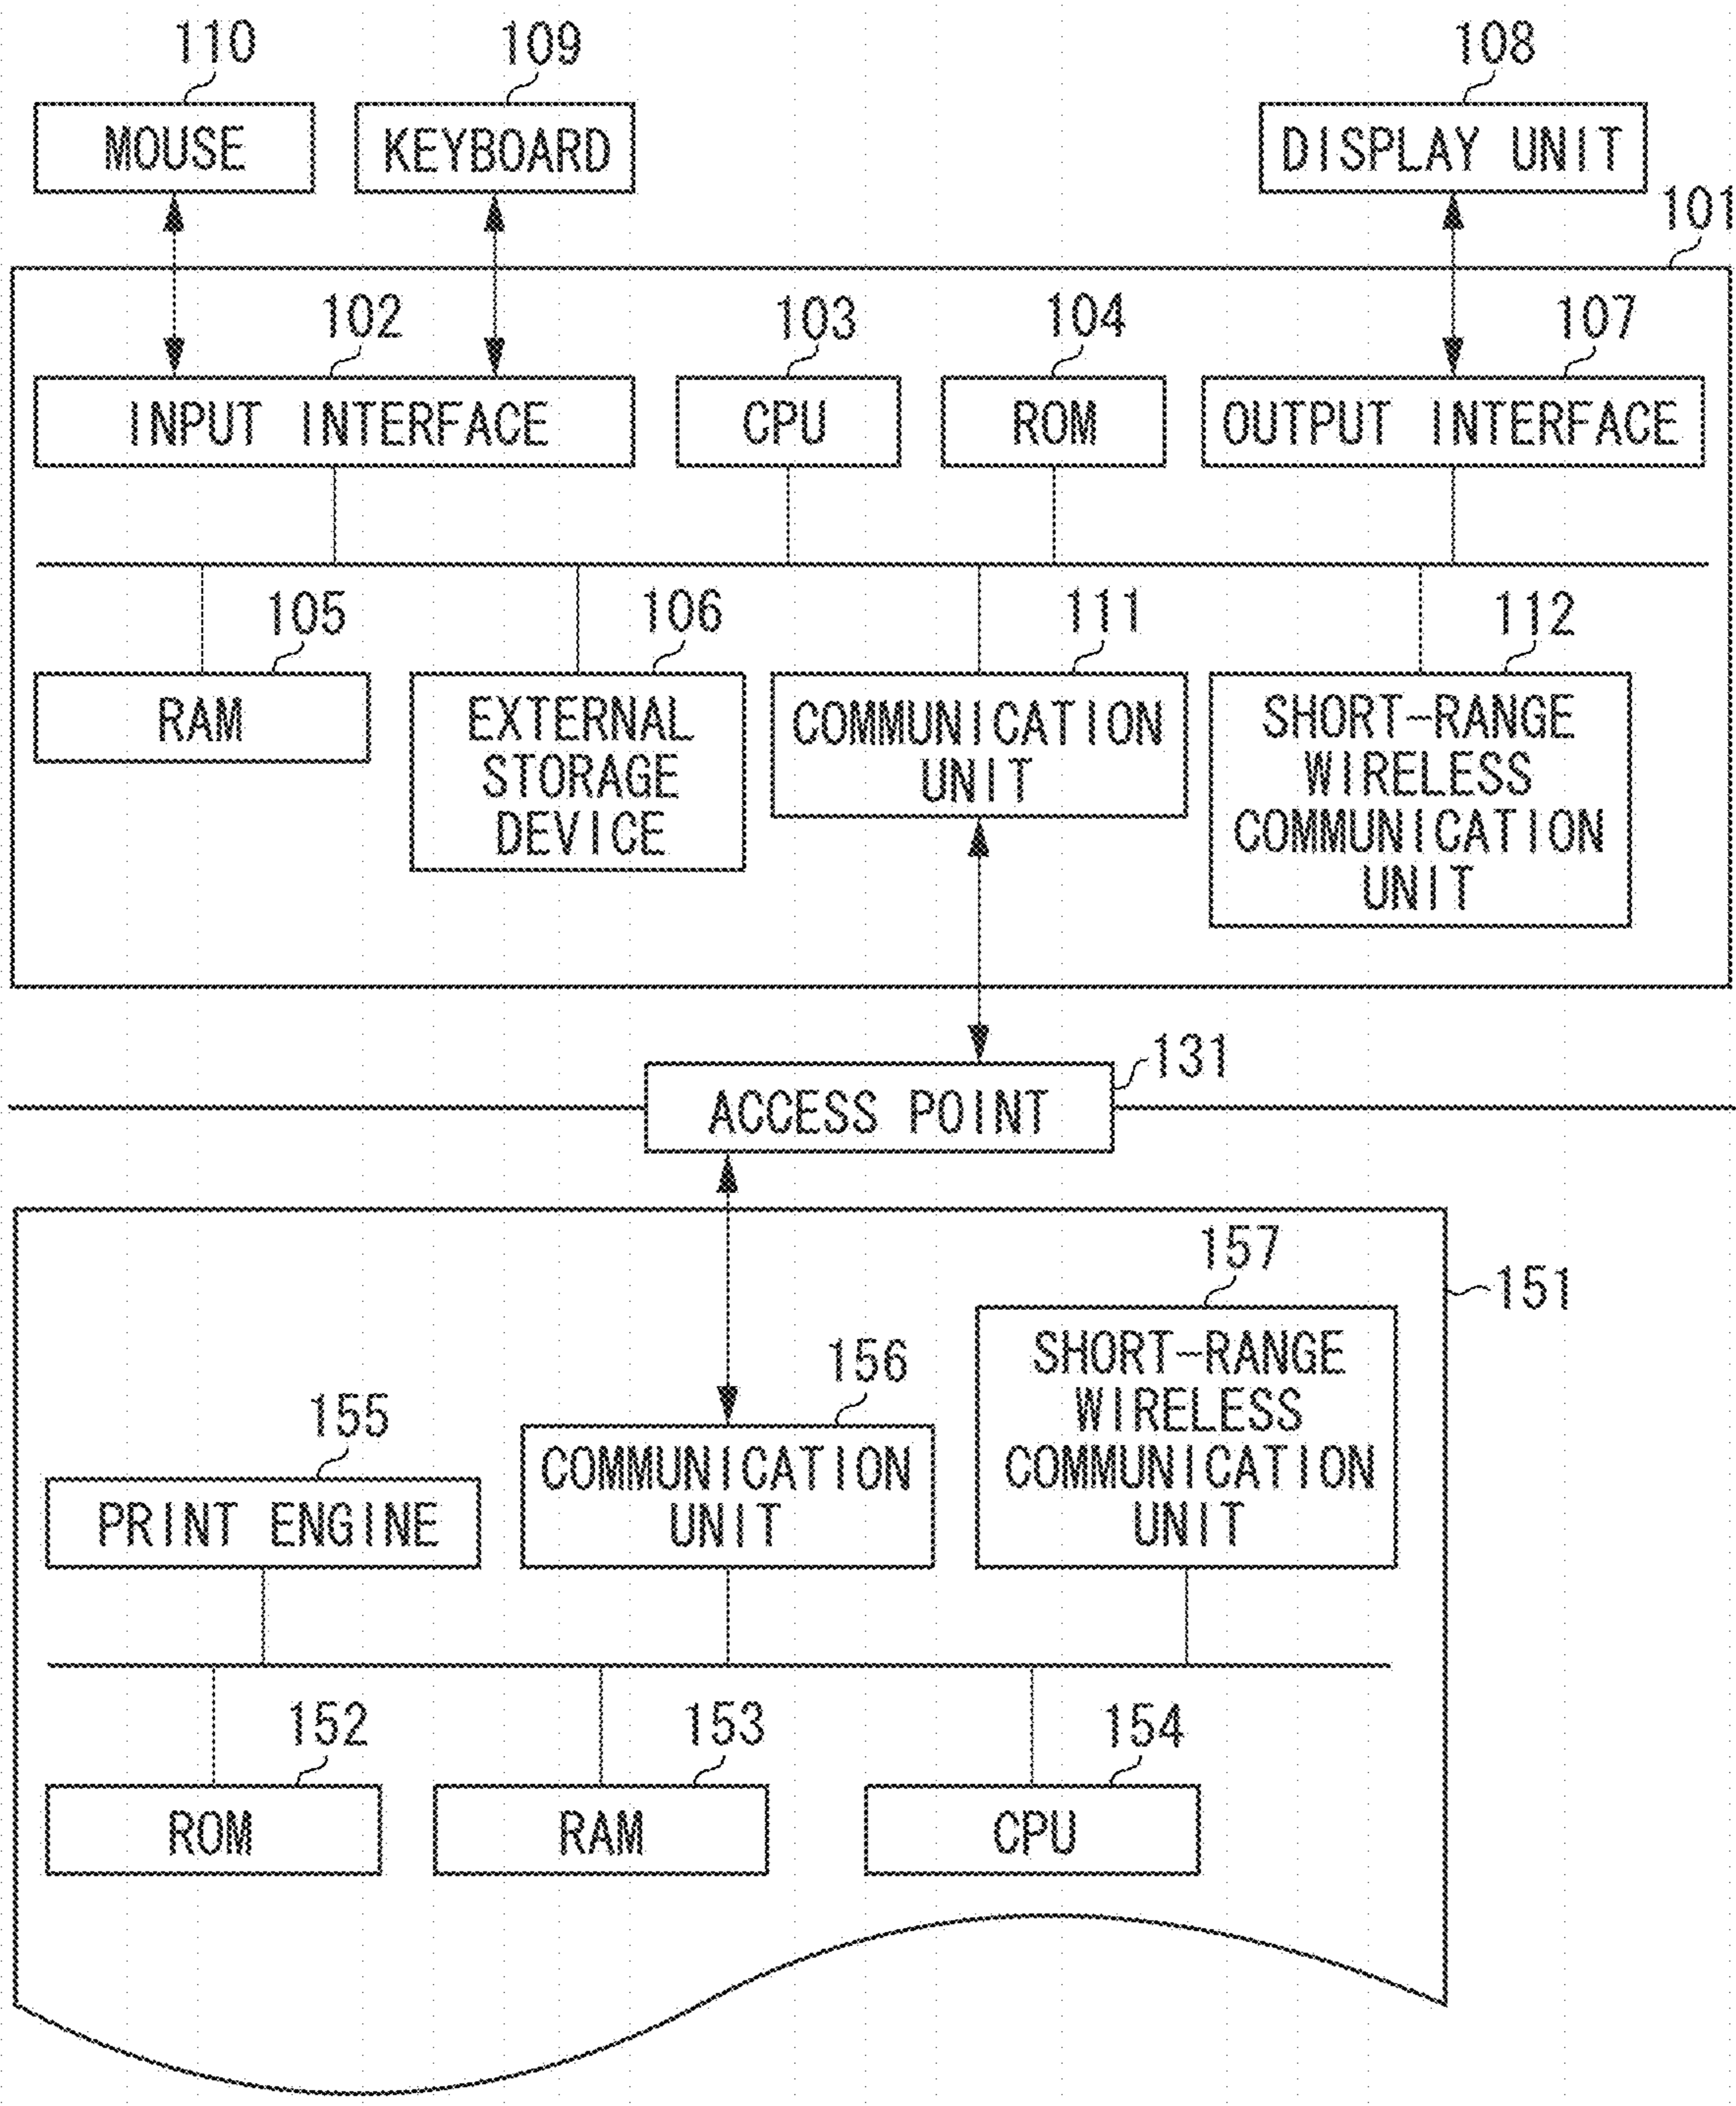 110
109
108
MOUSE
KEYBOARD
DISPLAY UNIT
101
102
103
104
107
INPUT INTERFACE
CPU
ROM
OUTPUT INTERFACE
105
106
111
112
RAM
EXTERNAL
STORAGE
DEVICE
COMMUNICATION
UNIT
SHORT-RANGE
WIRELESS
COMMUNICATION
UNIT
131
ACCESS POINT
157
151
156
155
SHORT-RANGE
WIRELESS
COMMUNICATION
UNIT
COMMUNICATION
UNIT
PRINT ENGINE
152
153
154
ROM
RAM
CPU